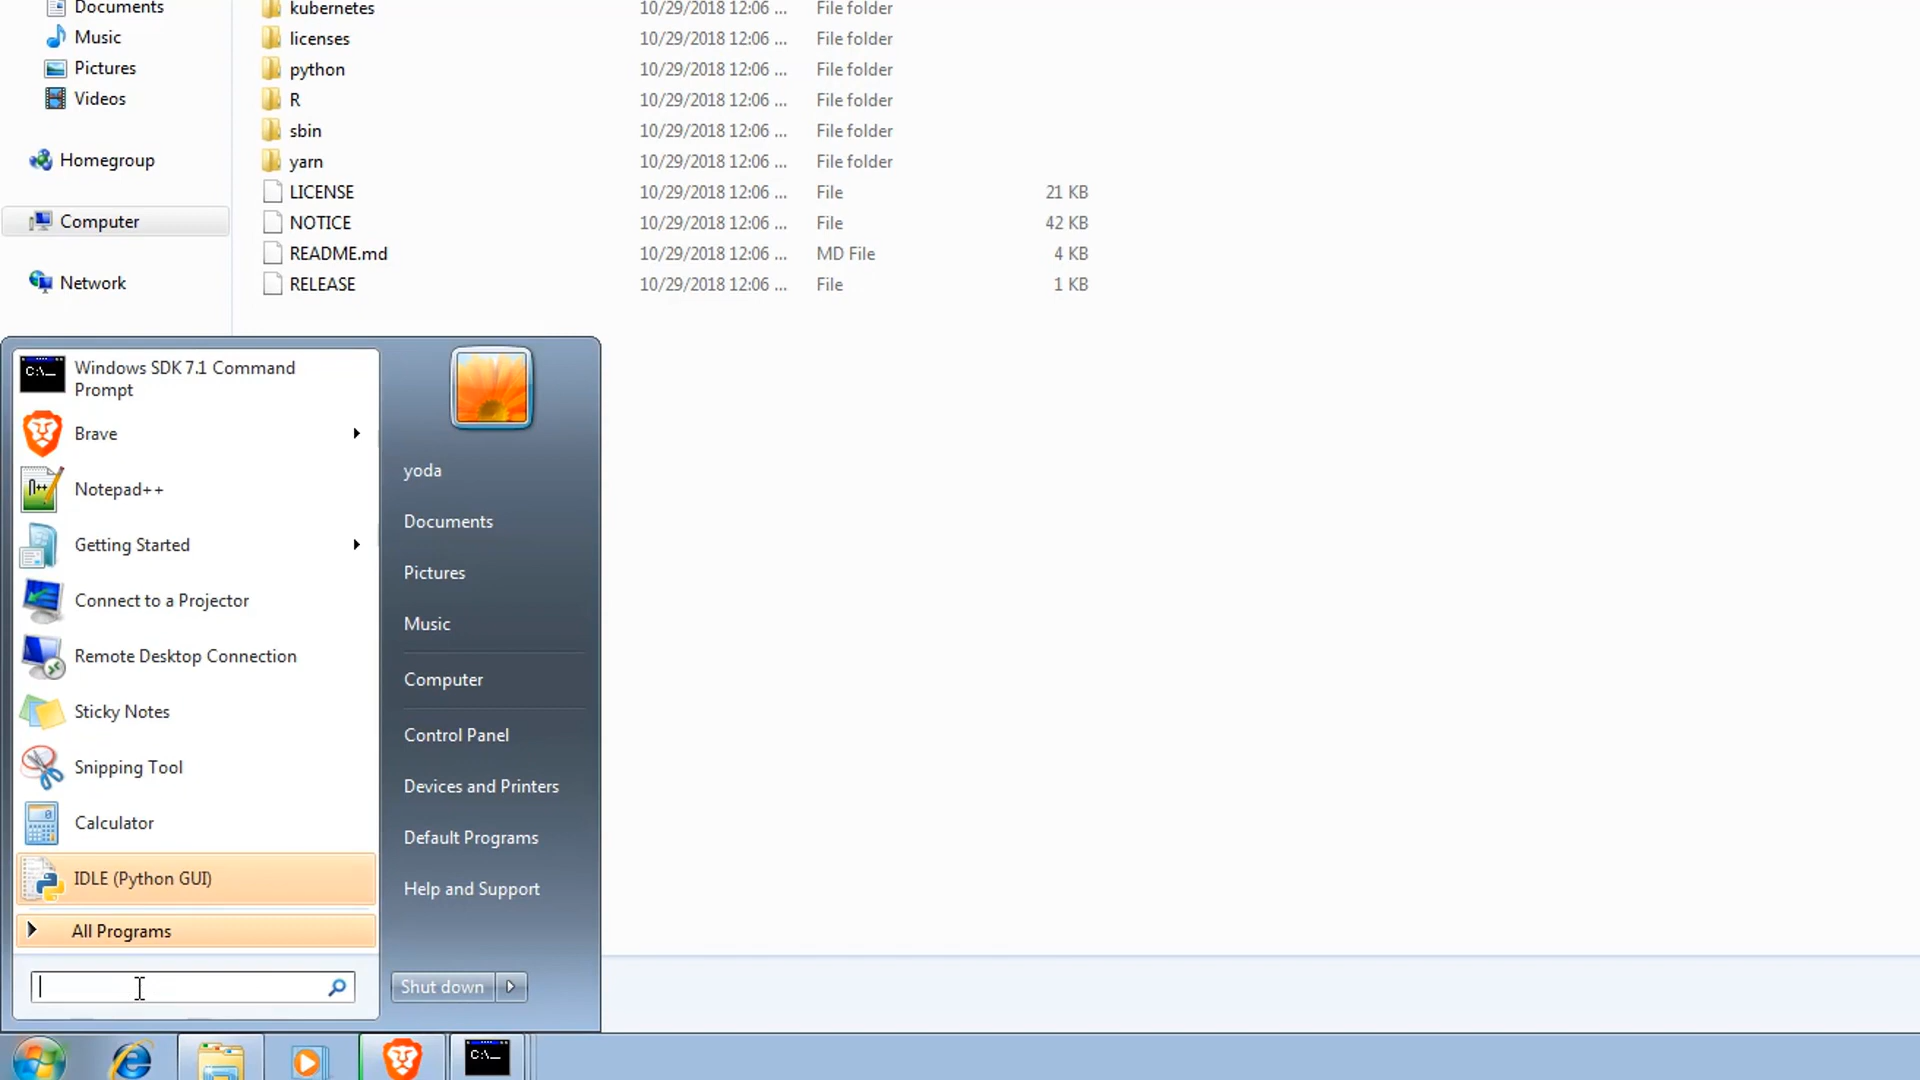 Documents
Music
Pictures
Videos
Homegroup
Computer
Network
kubernetes 10/29/2018 12:06 ... File folder
licenses 10/29/2018 12:06 ... File folder
python 10/29/2018 12:06 ... File folder
R 10/29/2018 12:06 ... File folder
sbin 10/29/2018 12:06 ... File folder
yarn 10/29/2018 12:06 ... File folder
LICENSE 10/29/2018 12:06 ... File 21 KB
NOTICE 10/29/2018 12:06 ... File 42 KB
README.md 10/29/2018 12:06 ... MD File 4 KB
RELEASE 10/29/2018 12:06 ... File 1 KB
C:\_
Windows SDK 7.1 Command
Prompt
Brave
Notepad++
Getting Started
Connect to a Projector
Remote Desktop Connection
Sticky Notes
Snipping Tool
Calculator
IDLE (Python GUI)
All Programs
yoda
Documents
Pictures
Music
Computer
Control Panel
Devices and Printers
Default Programs
Help and Support
Shut down
C:\_